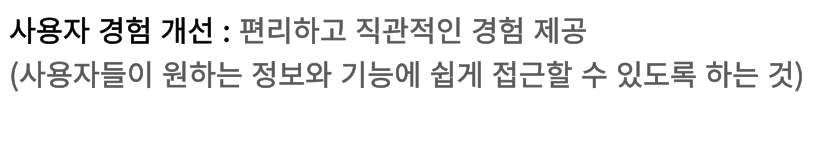 사용자 경험 개선 : 편리하고 직관적인 경험 제공
(사용자들이 원하는 정보와 기능에 쉽게 접근할 수 있도록 하는 것)